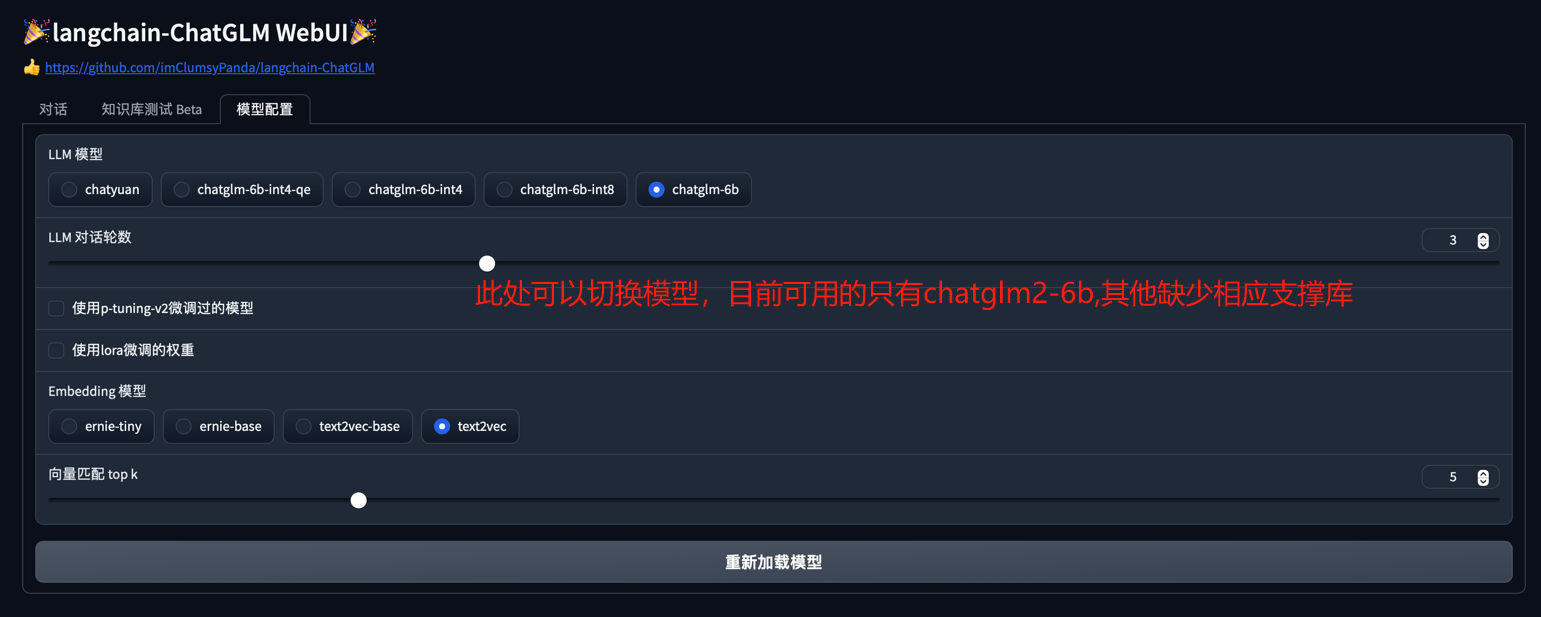 🎉langchain-ChatGLM WebUI🎉
👍 https://github.com/imClumsyPanda/langchain-ChatGLM
对话 知识库测试 Beta 模型配置
LLM 模型
chatyuan chatglm-6b-int4-qe chatglm-6b-int4 chatglm-6b-int8 chatglm-6b
LLM 对话轮数 3
此处可以切换模型，目前可用的只有chatglm2-6b,其他缺少相应支撑库
使用p-tuning-v2微调过的模型
使用lora微调的权重
Embedding 模型
ernie-tiny ernie-base text2vec-base text2vec
向量匹配 top k 5
重新加载模型